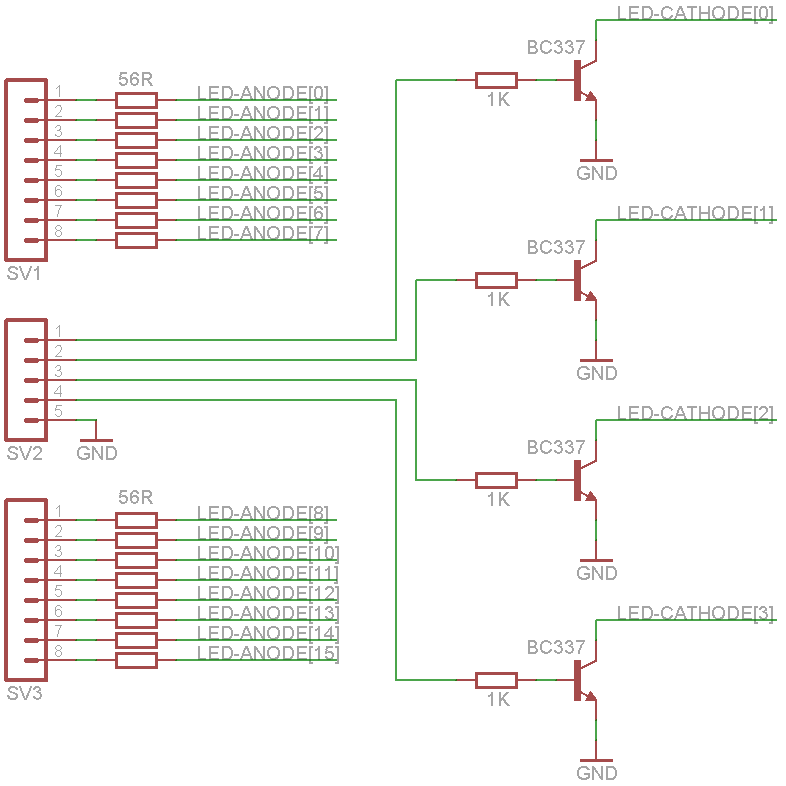 LED-CATHODE[0]
BC337
1K
GND
56R
1 LED-ANODE[0]
2 LED-ANODE[1]
3 LED-ANODE[2]
4 LED-ANODE[3]
5 LED-ANODE[4]
6 LED-ANODE[5]
7 LED-ANODE[6]
8 LED-ANODE[7]
SV1
LED-CATHODE[1]
BC337
1K
GND
1
2
3
4
5
SV2
GND
LED-CATHODE[2]
BC337
1K
GND
56R
1 LED-ANODE[8]
2 LED-ANODE[9]
3 LED-ANODE[10]
4 LED-ANODE[11]
5 LED-ANODE[12]
6 LED-ANODE[13]
7 LED-ANODE[14]
8 LED-ANODE[15]
SV3
LED-CATHODE[3]
BC337
1K
GND